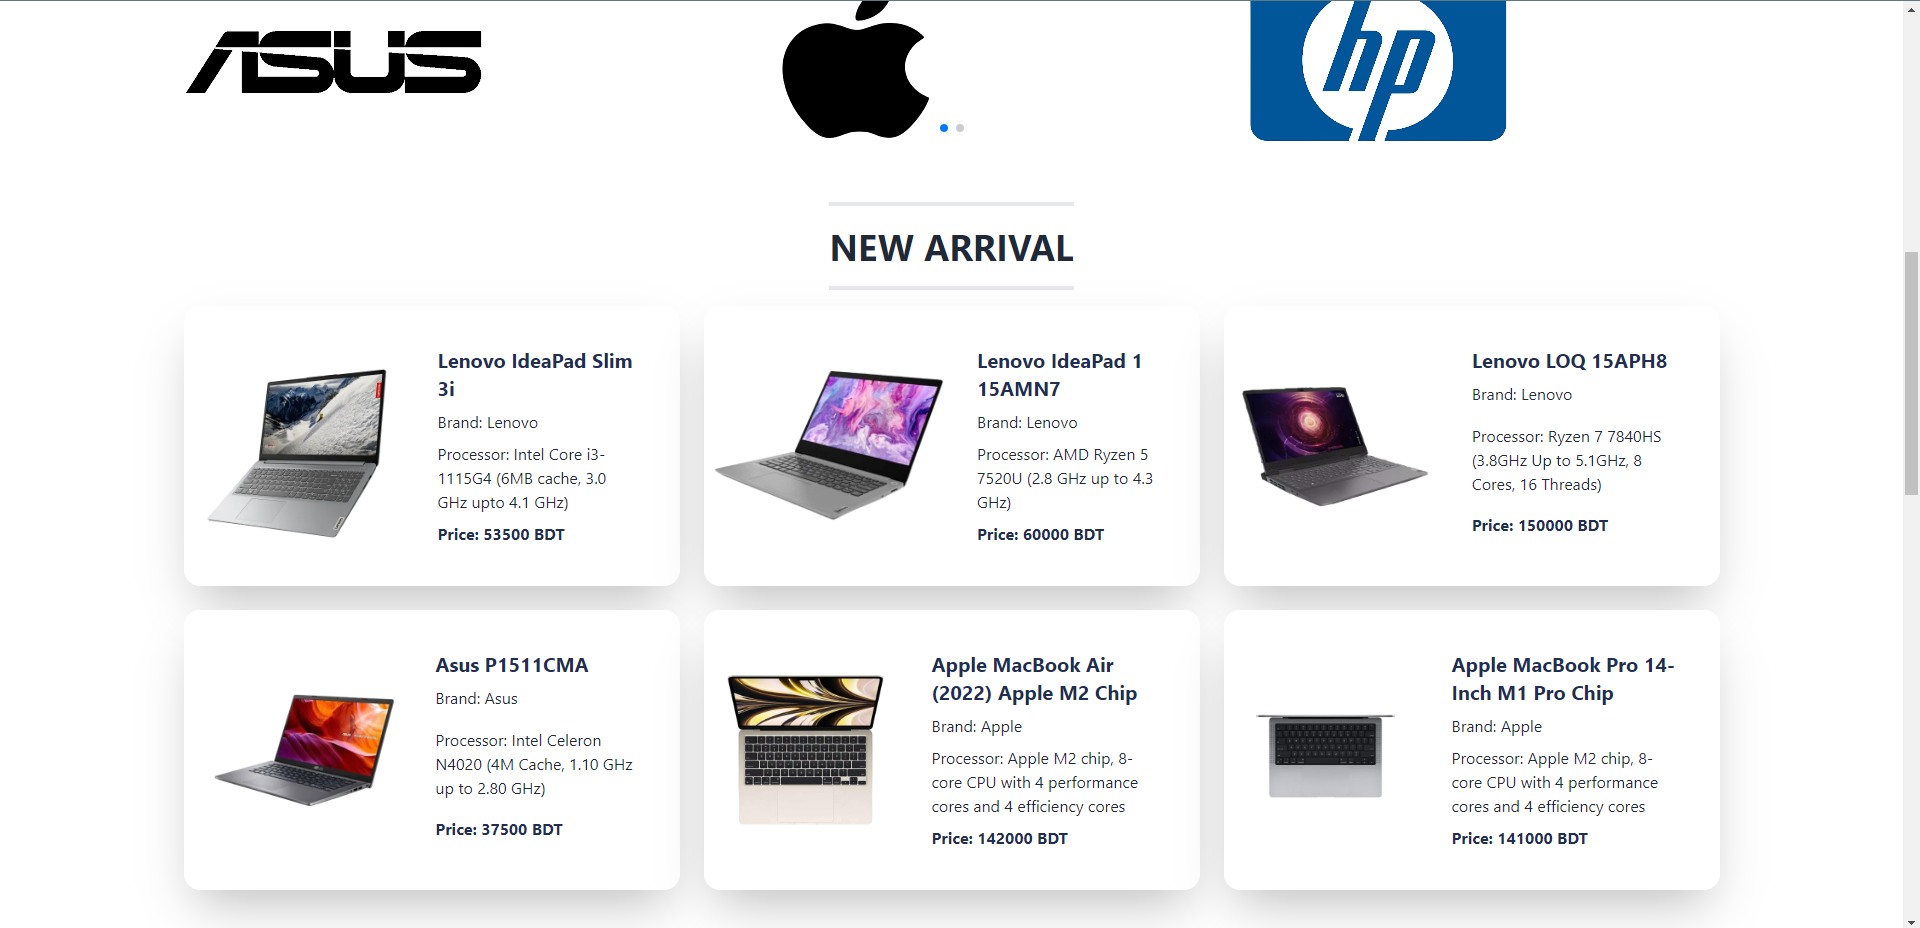 ASUS
hp
NEW ARRIVAL
Lenovo IdeaPad Slim
3i
Brand: Lenovo
Processor: Intel Core i3-
1115G4 (6MB cache, 3.0
GHz upto 4.1 GHz)
Price: 53500 BDT
Lenovo IdeaPad 1
15AMN7
Brand: Lenovo
Processor: AMD Ryzen 5
7520U (2.8 GHz up to 4.3
GHz)
Price: 60000 BDT
Lenovo LOQ 15APH8
Brand: Lenovo
Processor: Ryzen 7 7840HS
(3.8GHz Up to 5.1GHz, 8
Cores, 16 Threads)
Price: 150000 BDT
Asus P1511CMA
Brand: Asus
Processor: Intel Celeron
N4020 (4M Cache, 1.10 GHz
up to 2.80 GHz)
Price: 37500 BDT
Apple MacBook Air
(2022) Apple M2 Chip
Brand: Apple
Processor: Apple M2 chip, 8-
core CPU with 4 performance
cores and 4 efficiency cores
Price: 142000 BDT
Apple MacBook Pro 14-
Inch M1 Pro Chip
Brand: Apple
Processor: Apple M2 chip, 8-
core CPU with 4 performance
cores and 4 efficiency cores
Price: 141000 BDT